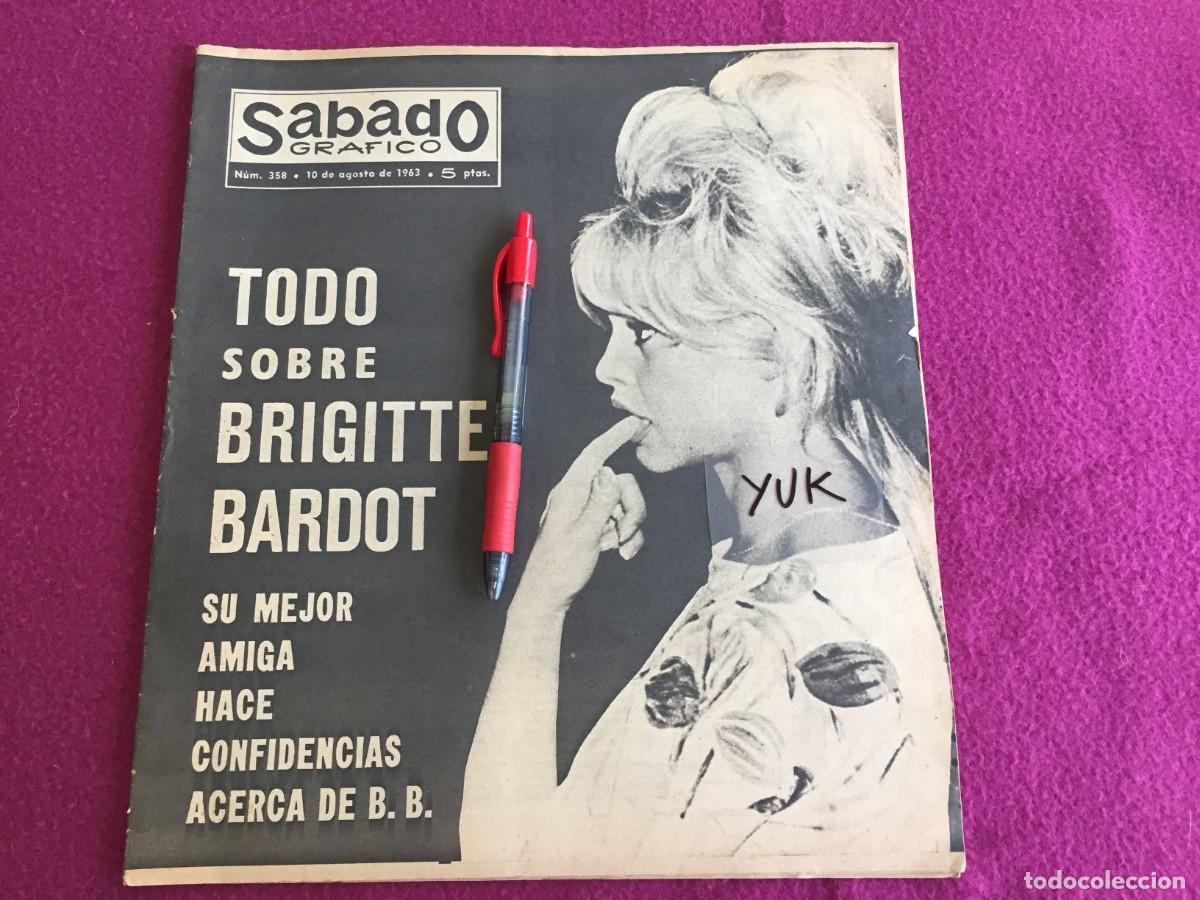 Sabado
GRAFICO
Núm. 358 • 10 de agosto de 1963 • 5 ptas.
TODO
SOBRE
BRIGITTE
BARDOT
SU MEJOR
AMIGA
HACE
CONFIDENCIAS
ACERCA DE B. B.
YUK
todocoleccion